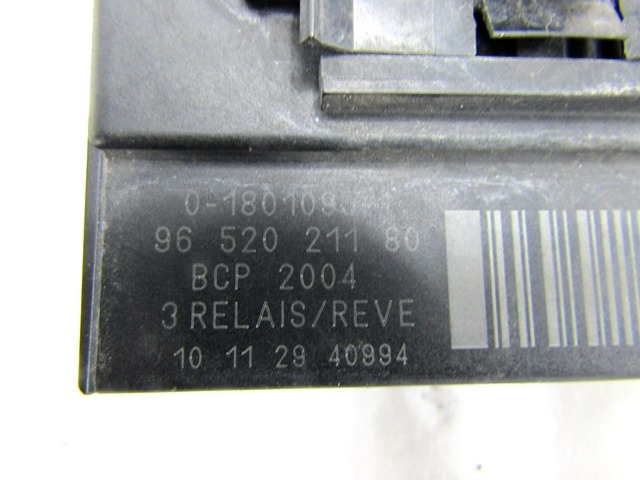 96 520 211 80
BCP 2004
3 RELAIS/REVE
10 11 29 40994